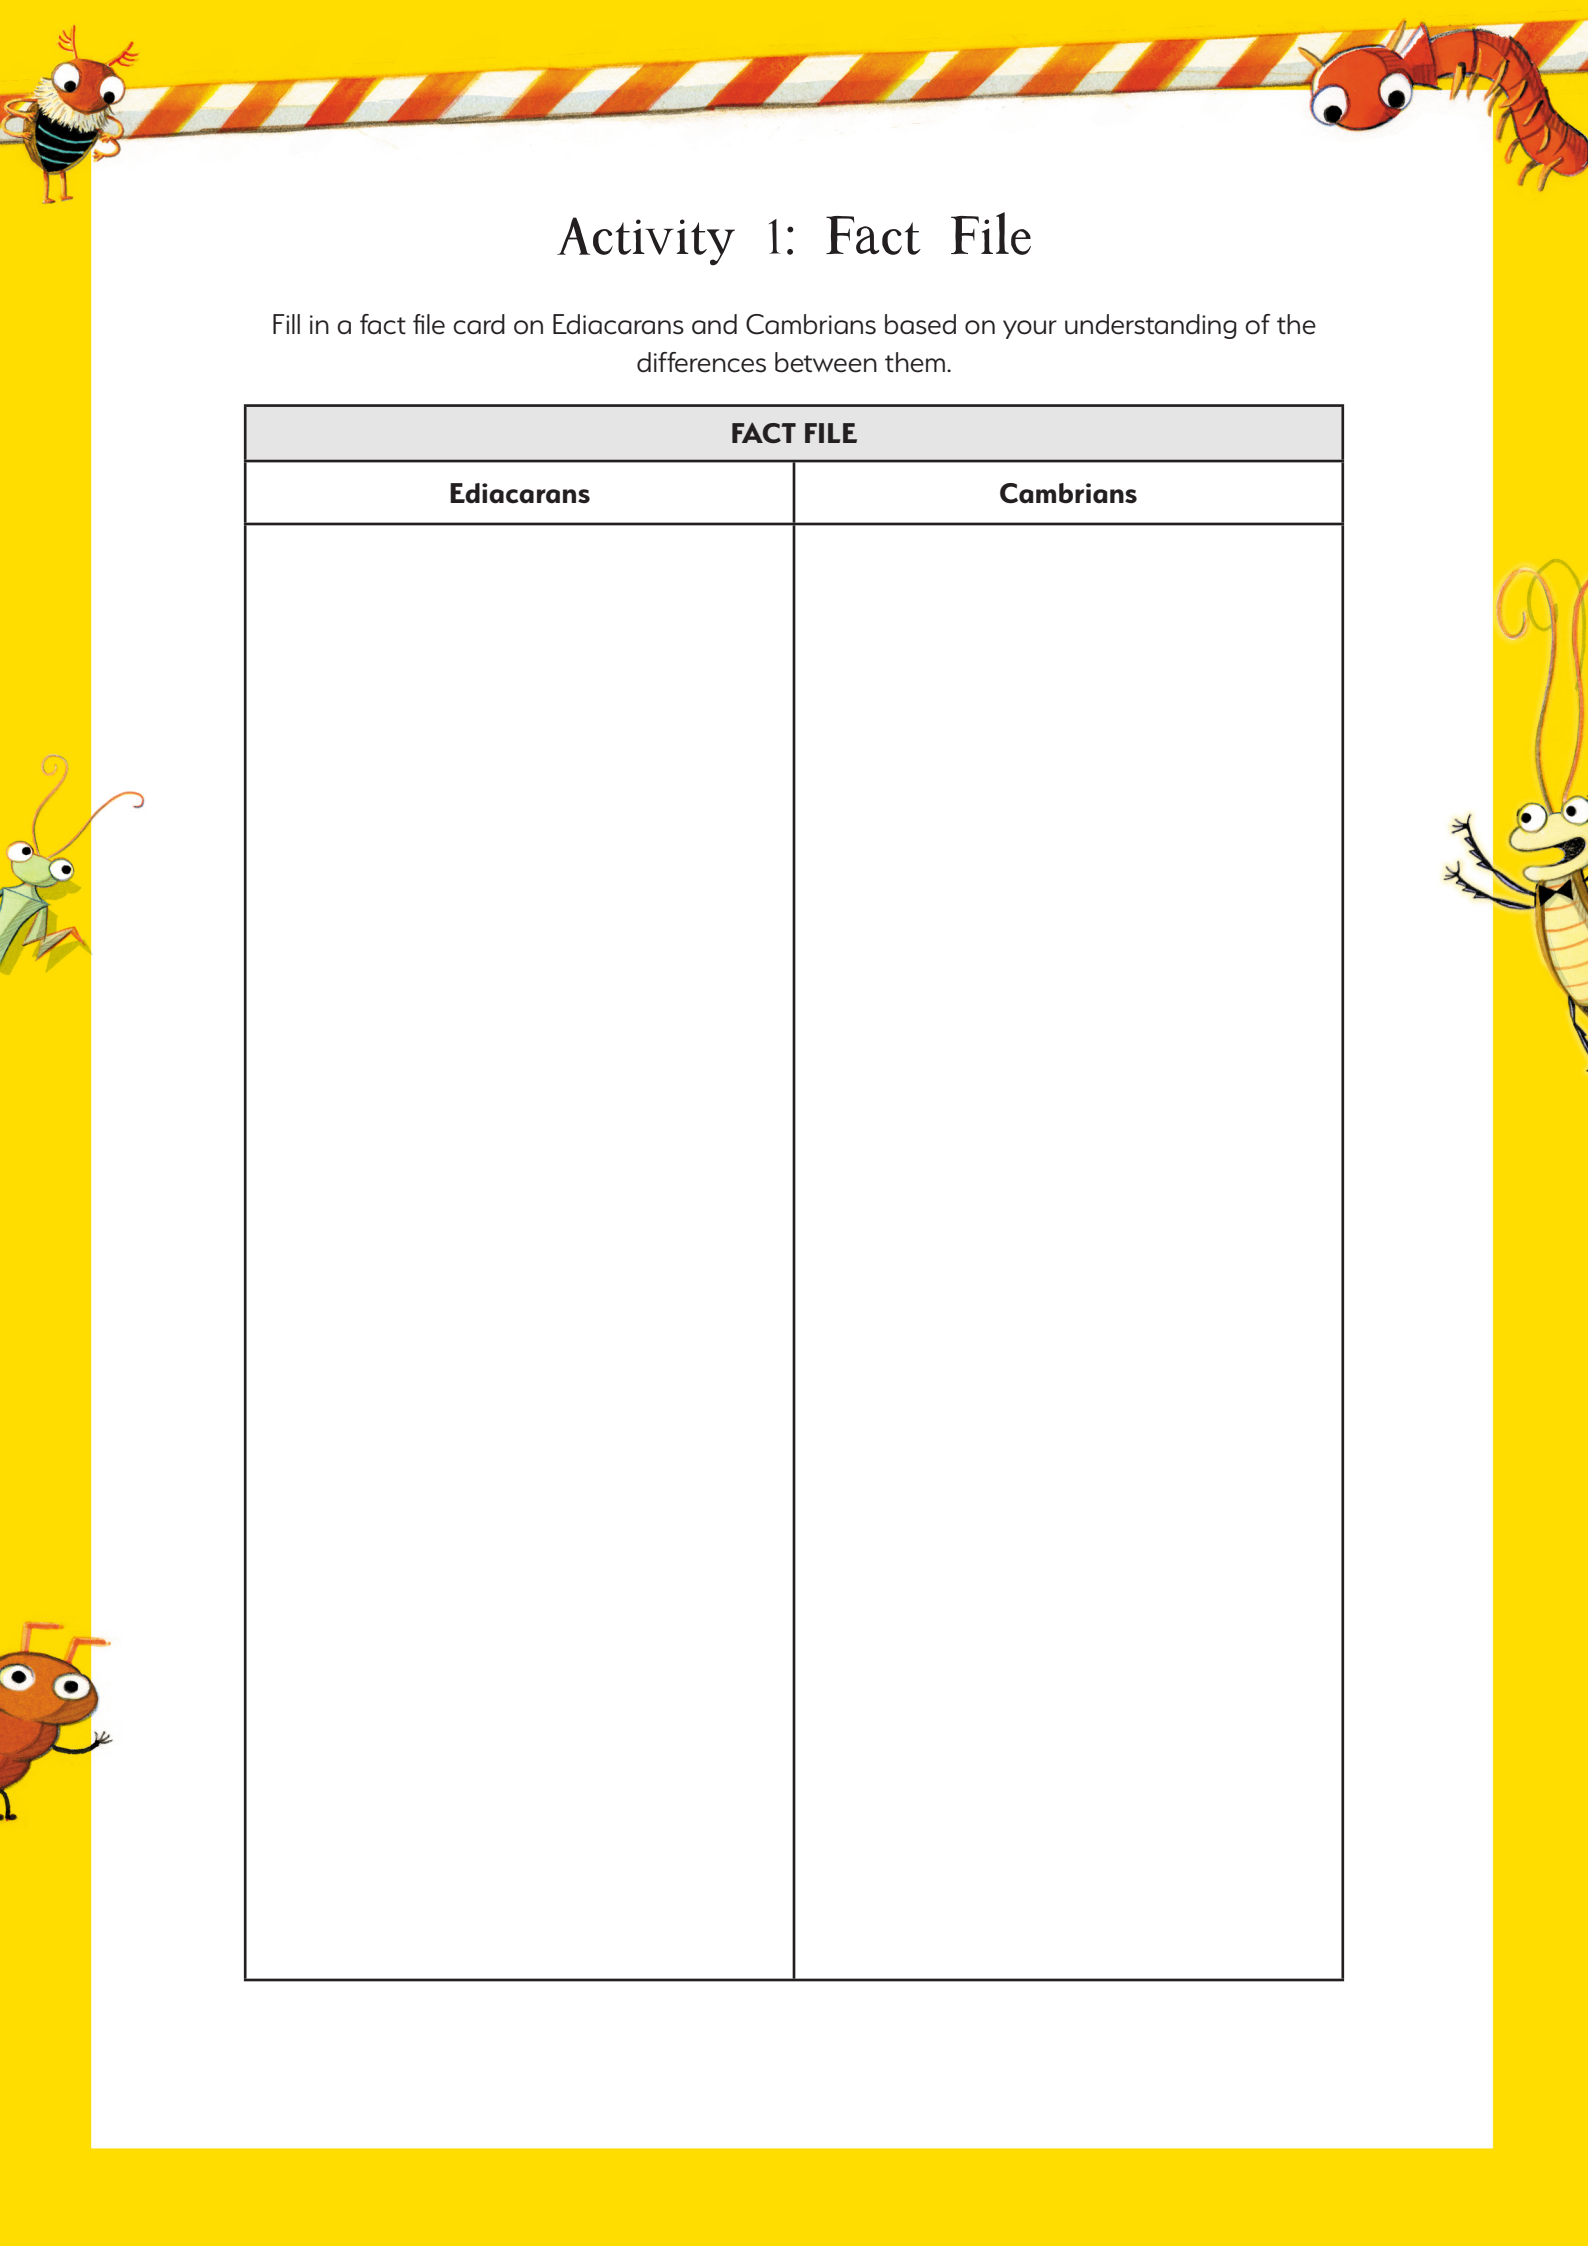 Activity 1: Fact File
Fill in a fact file card on Ediacarans and Cambrians based on your understanding of the
differences between them.
FACT FILE
Ediacarans
Cambrians